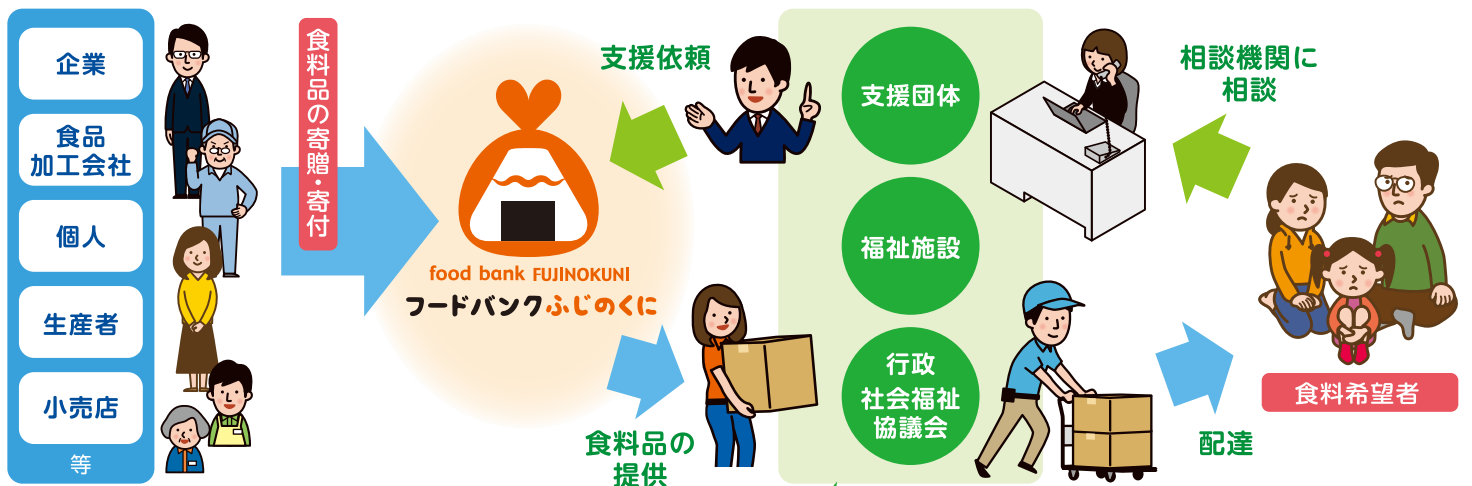 企業
食品
加工会社
個人
生産者
小売店
等
食料品の寄贈・寄付
food bank FUJINOKUNI
フードバンクふじのくに
支援依頼
食料品の
提供
支援団体
福祉施設
行政
社会福祉
協議会
相談機関に
相談
配達
食料希望者